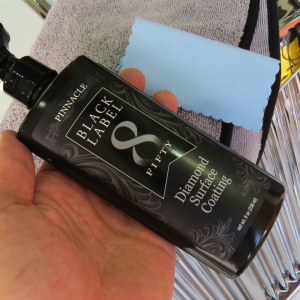 PINNACLE
BLACK
LABEL
8
FIFTY
Diamond
Surface
Coating